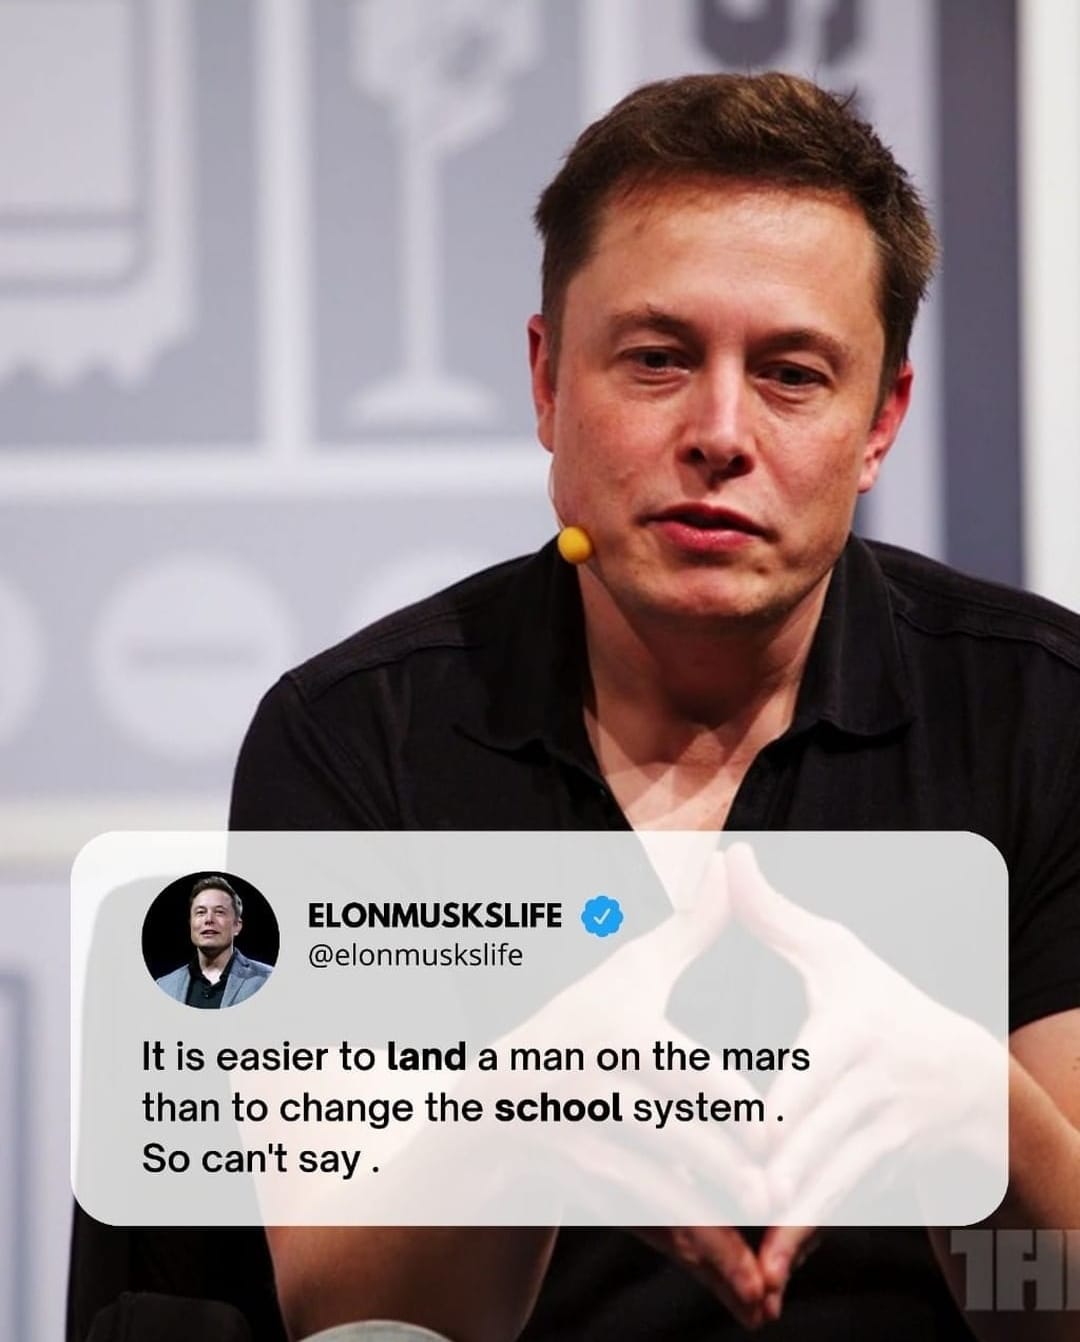 ELONMUSKSLIFE
@elonmuskslife
It is easier to land a man on the mars
than to change the school system .
So can't say .